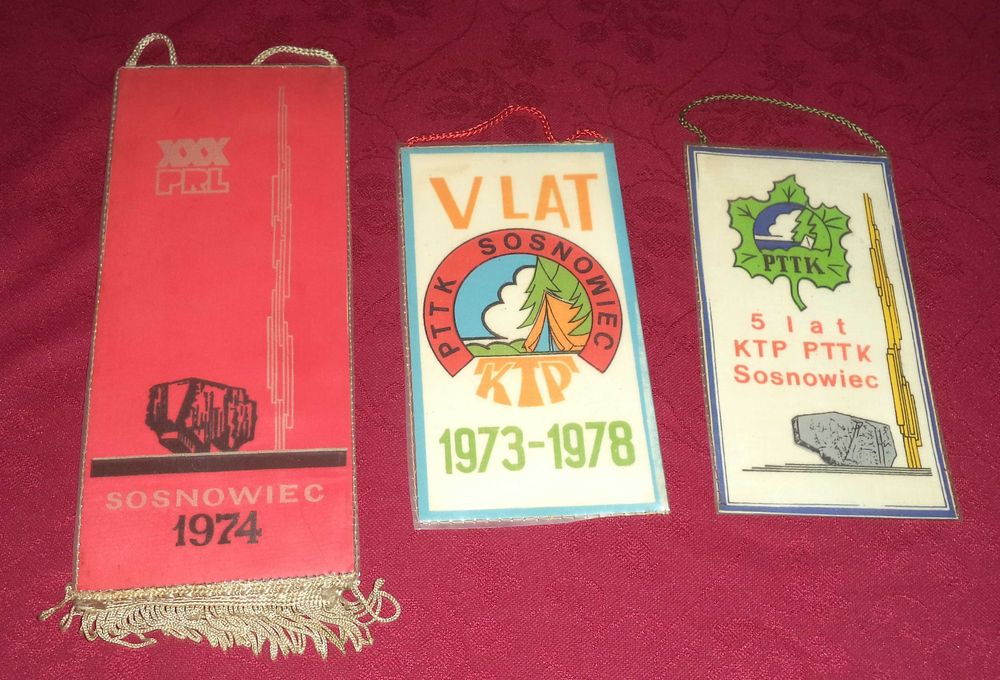 XXX
PRL
SOSNOWIEC
1974
V LAT
PTTK SOSNOWIEC
KTP
1973-1978
PTTK
5 lat
KTP PTTK
Sosnowiec